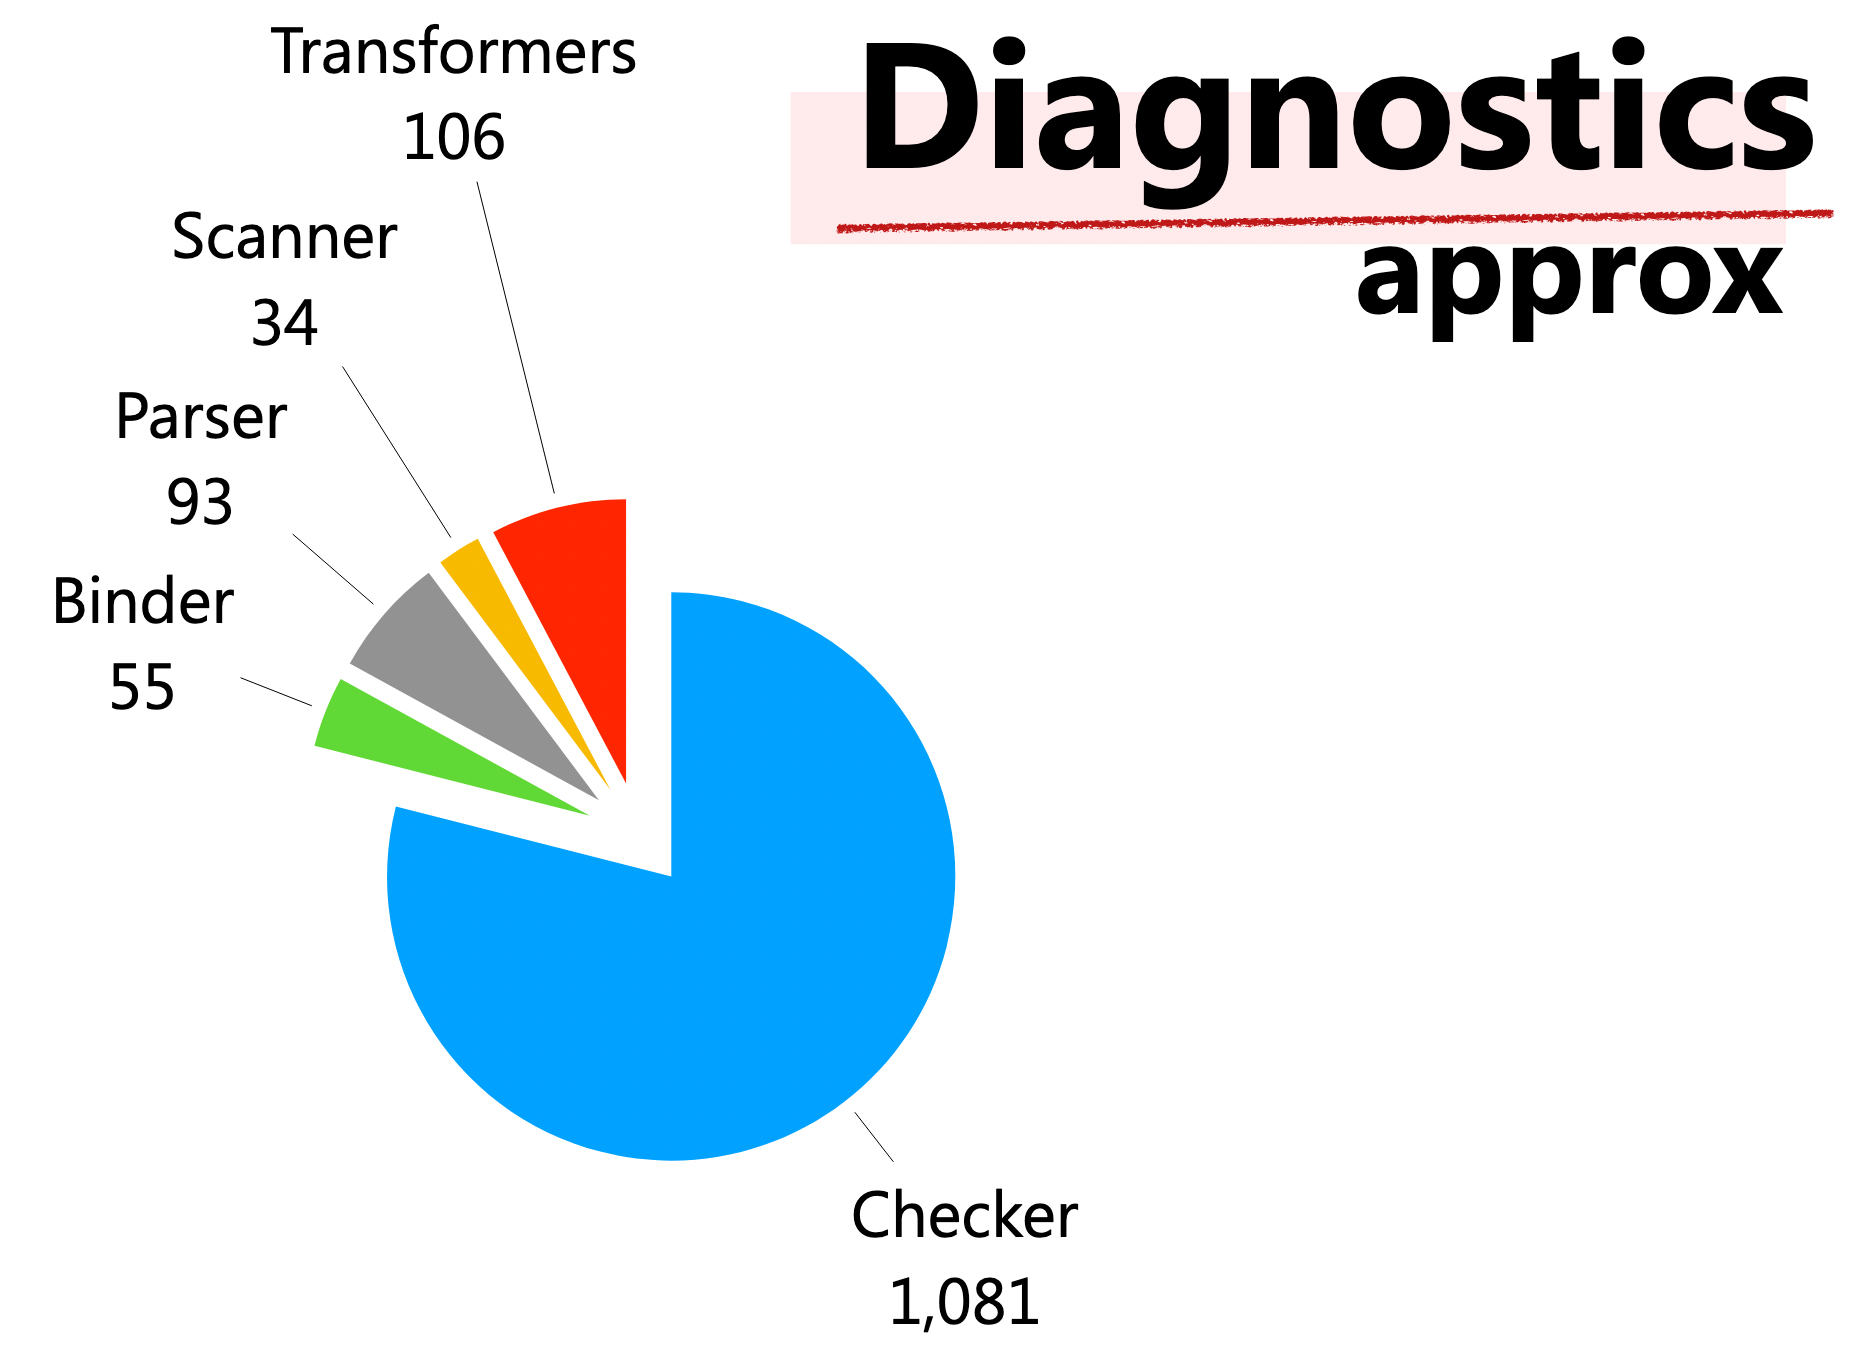 Diagnostics
approx
Transformers
106
Scanner
34
Parser
93
Binder
55
Checker
1,081